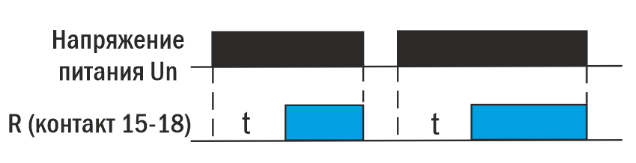 Напряжение
питания Un
R (контакт 15-18)
t
t